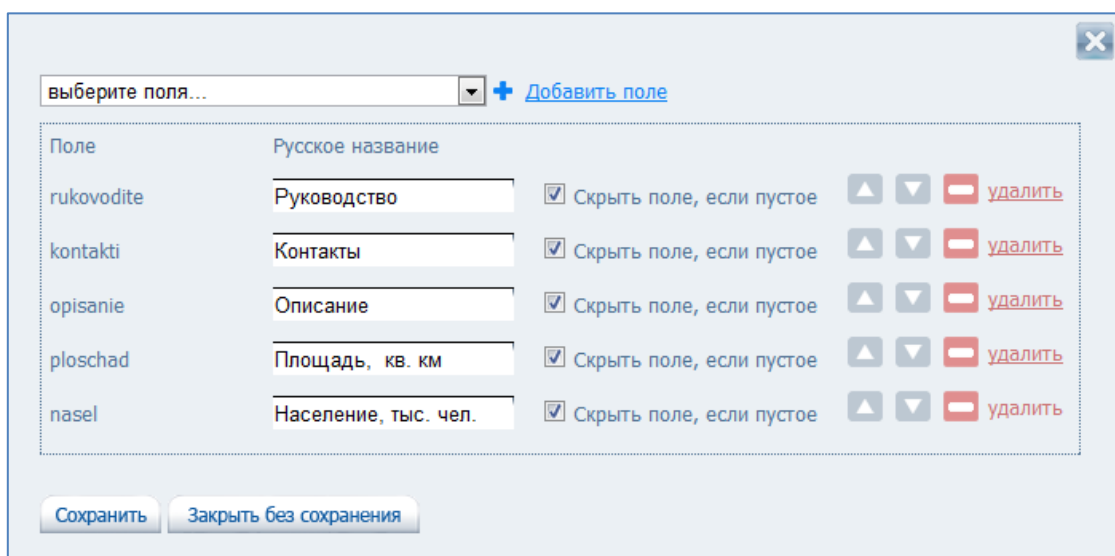 выберите поля... Добавить поле
Поле Русское название
rukovodite Руководство Скрыть поле, если пустое удалить
kontakti Контакты Скрыть поле, если пустое удалить
opisanie Описание Скрыть поле, если пустое удалить
ploschad Площадь, кв. км Скрыть поле, если пустое удалить
nasel Население, тыс. чел. Скрыть поле, если пустое удалить
Сохранить Закрыть без сохранения